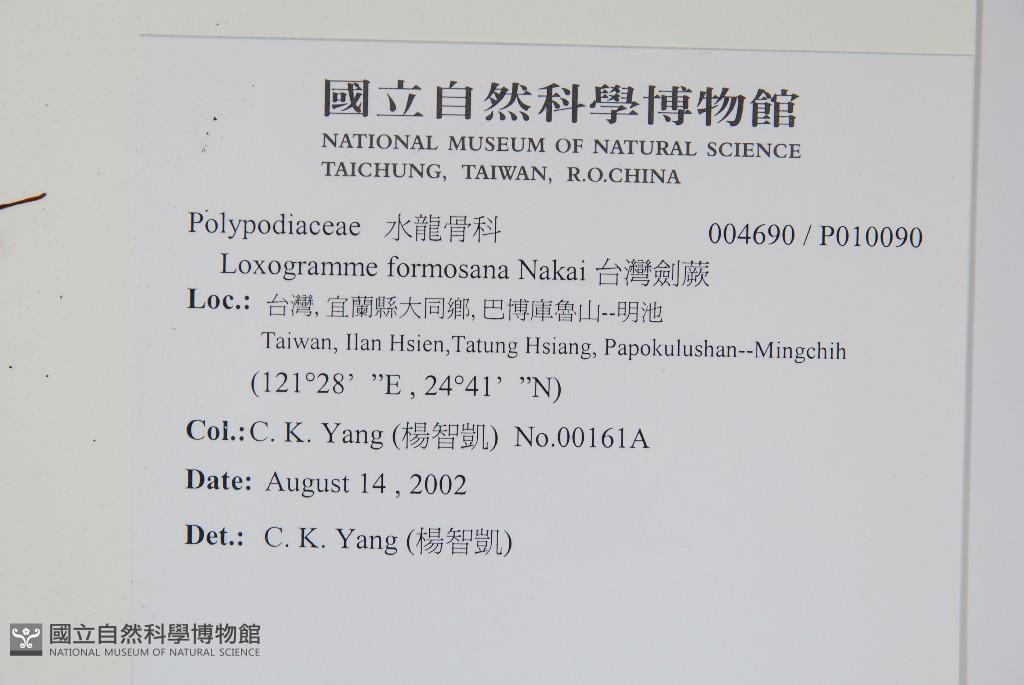 國立自然科學博物館
NATIONAL MUSEUM OF NATURAL SCIENCE
TAICHUNG, TAIWAN, R.O.CHINA
Polypodiaceae 水龍骨科 004690 / P010090
Loxogramme formosana Nakai 台灣劍蕨
Loc.: 台灣, 宜蘭縣大同鄉, 巴博庫魯山--明池
Taiwan, Ilan Hsien,Tatung Hsiang, Papokulushan--Mingchih
(121°28’ ”E , 24°41’ ”N)
Col.: C. K. Yang (楊智凱) No.00161A
Date: August 14 , 2002
Det.: C. K. Yang (楊智凱)
國立自然科學博物館
NATIONAL MUSEUM OF NATURAL SCIENCE